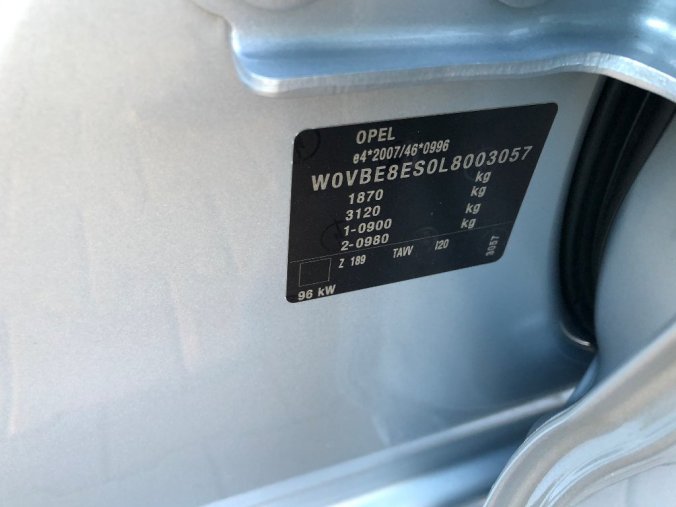 OPEL
e4*2007/46*0996
W0VBE8ES0L8003057
1870 kg
3120 kg
1-0900 kg
2-0980
Z 189 TAVV I20 3057
96 kW